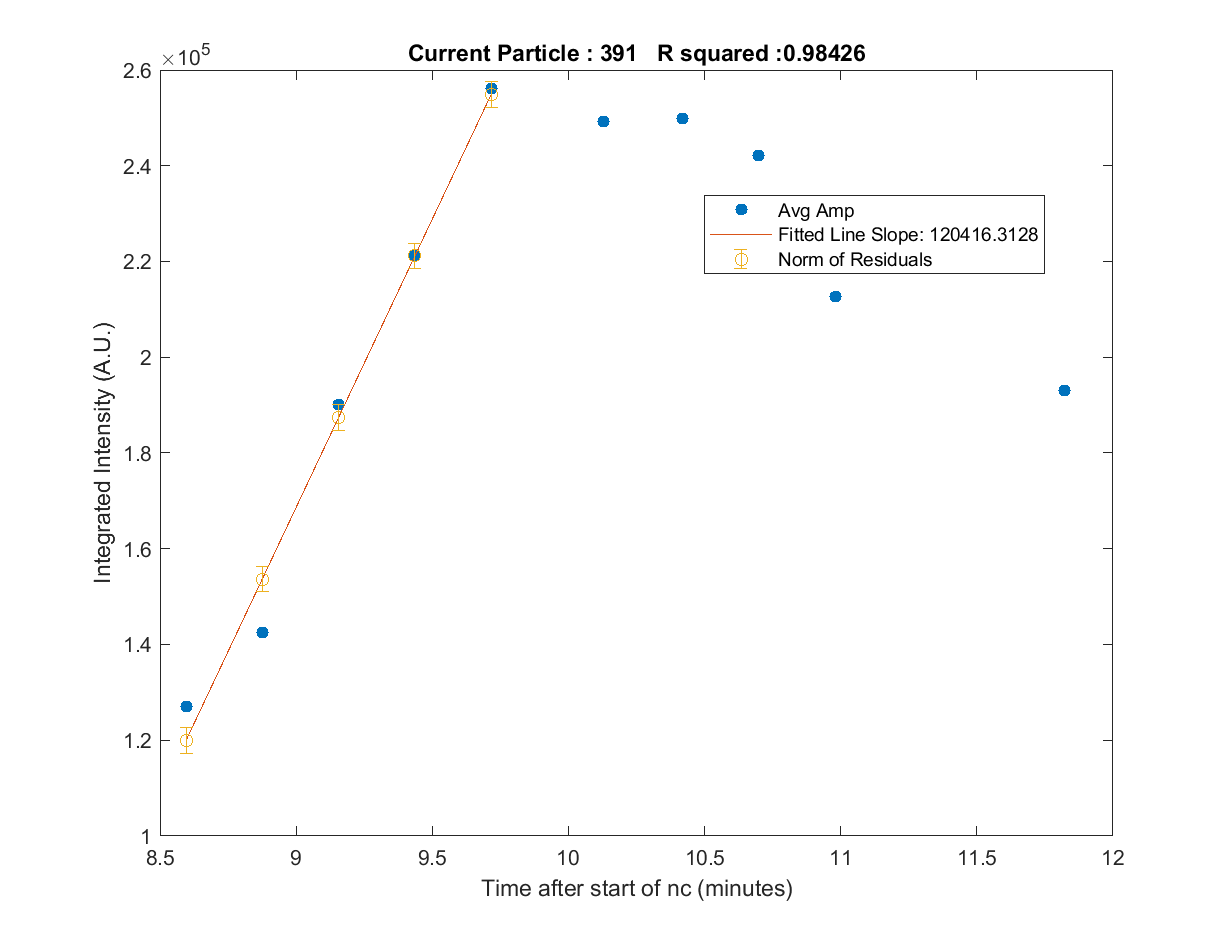 ×10^5
Current Particle : 391 R squared :0.98426
2.6
2.4
2.2
2
1.8
1.6
1.4
1.2
1
Integrated Intensity (A.U.)
Avg Amp
Fitted Line Slope: 120416.3128
Norm of Residuals
8.5 9 9.5 10 10.5 11 11.5 12
Time after start of nc (minutes)